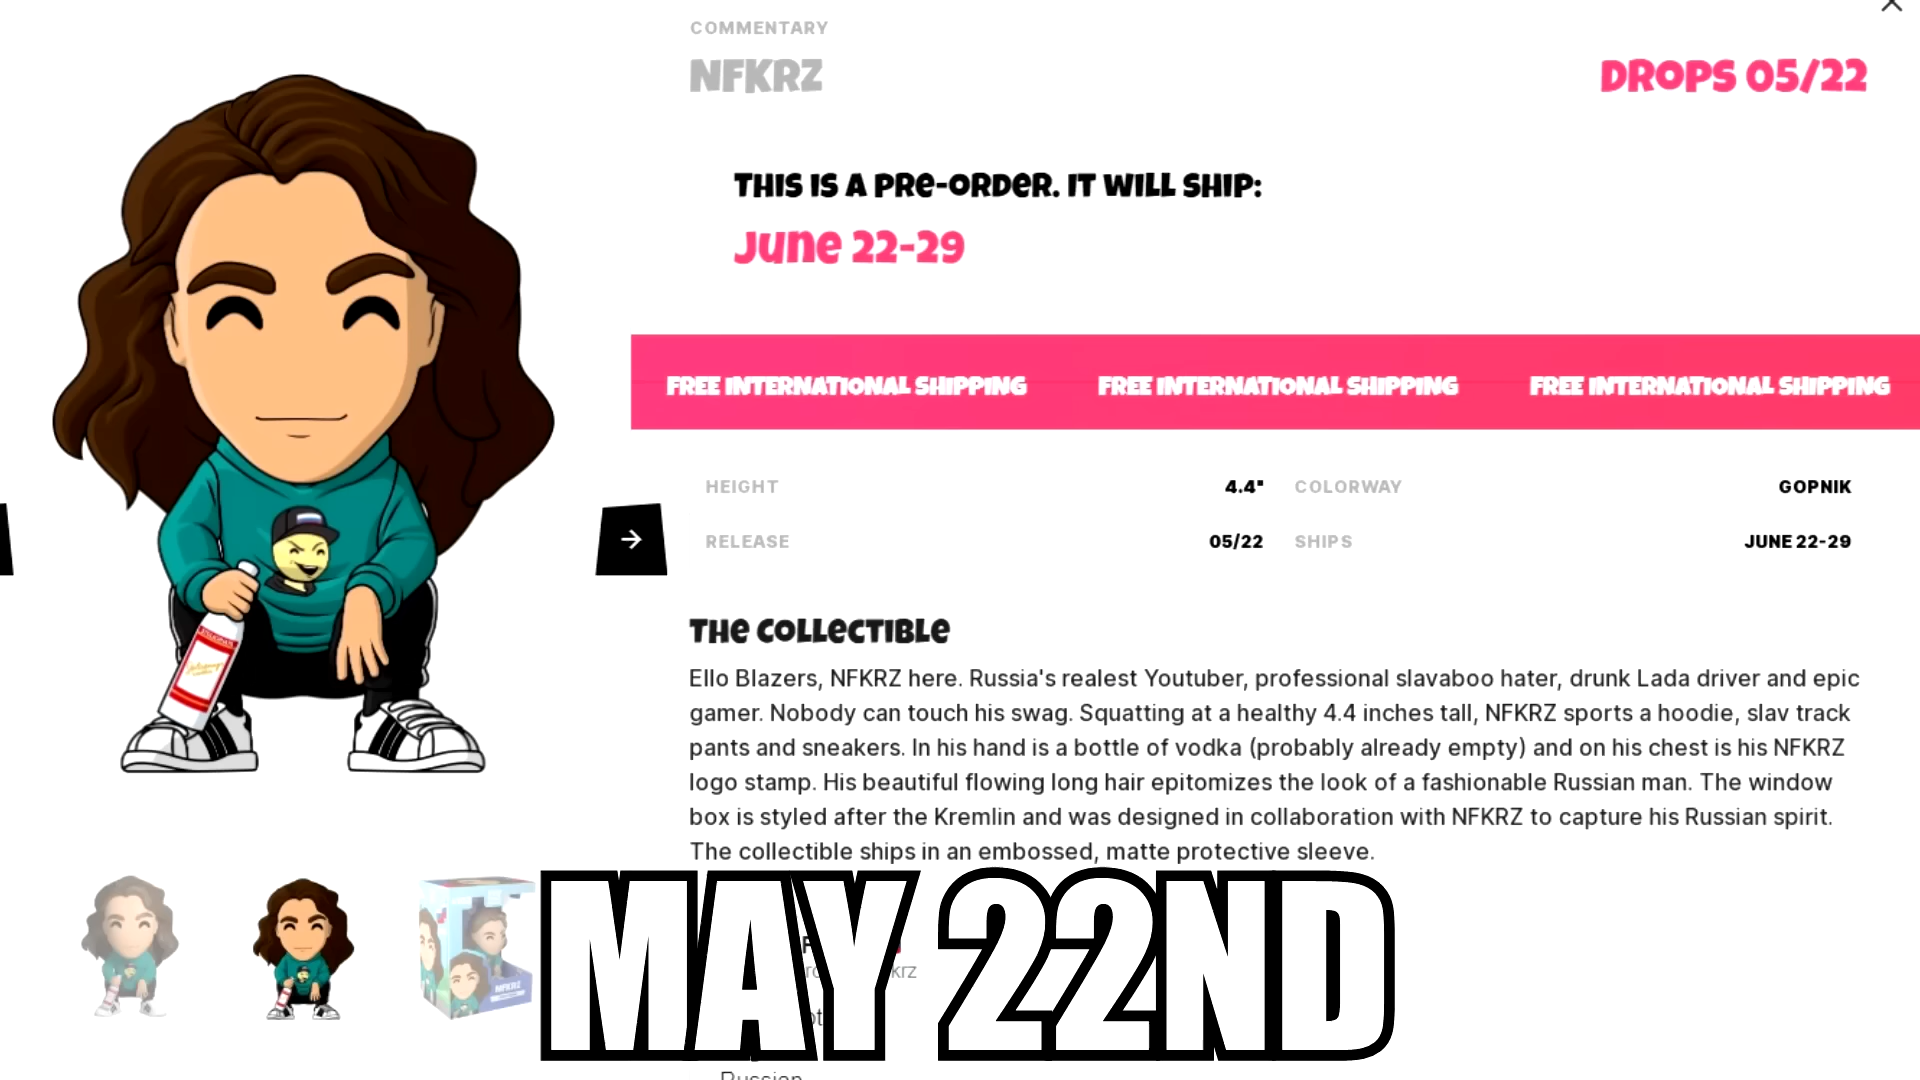 COMMENTARY
NFKRZ
DROPS 05/22
THIS IS A PRE-ORDER. IT WILL SHIP:
June 22-29
FREE INTERNATIONAL SHIPPING FREE INTERNATIONAL SHIPPING FREE INTERNATIONAL SHIPPING
HEIGHT 4.4" COLORWAY GOPNIK
RELEASE 05/22 SHIPS JUNE 22-29
THE COLLECTIBLE
Ello Blazers, NFKRZ here. Russia's realest Youtuber, professional slavaboo hater, drunk Lada driver and epic
gamer. Nobody can touch his swag. Squatting at a healthy 4.4 inches tall, NFKRZ sports a hoodie, slav track
pants and sneakers. In his hand is a bottle of vodka (probably already empty) and on his chest is his NFKRZ
logo stamp. His beautiful flowing long hair epitomizes the look of a fashionable Russian man. The window
box is styled after the Kremlin and was designed in collaboration with NFKRZ to capture his Russian spirit.
The collectible ships in an embossed, matte protective sleeve.
NFKRZ
MAY 22ND
Russian